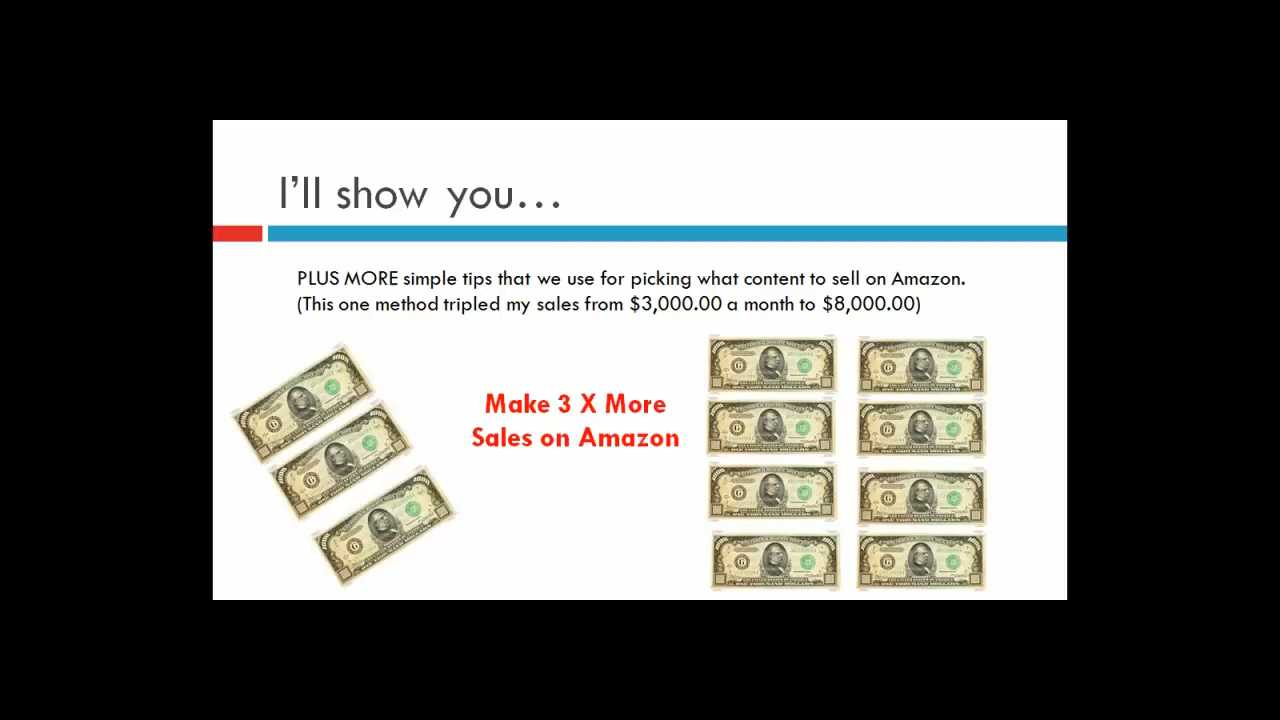 I'll show you...
PLUS MORE simple tips that we use for picking what content to sell on Amazon.
(This one method tripled my sales from $3,000.00 a month to $8,000.00)
Make 3 X More
Sales on Amazon